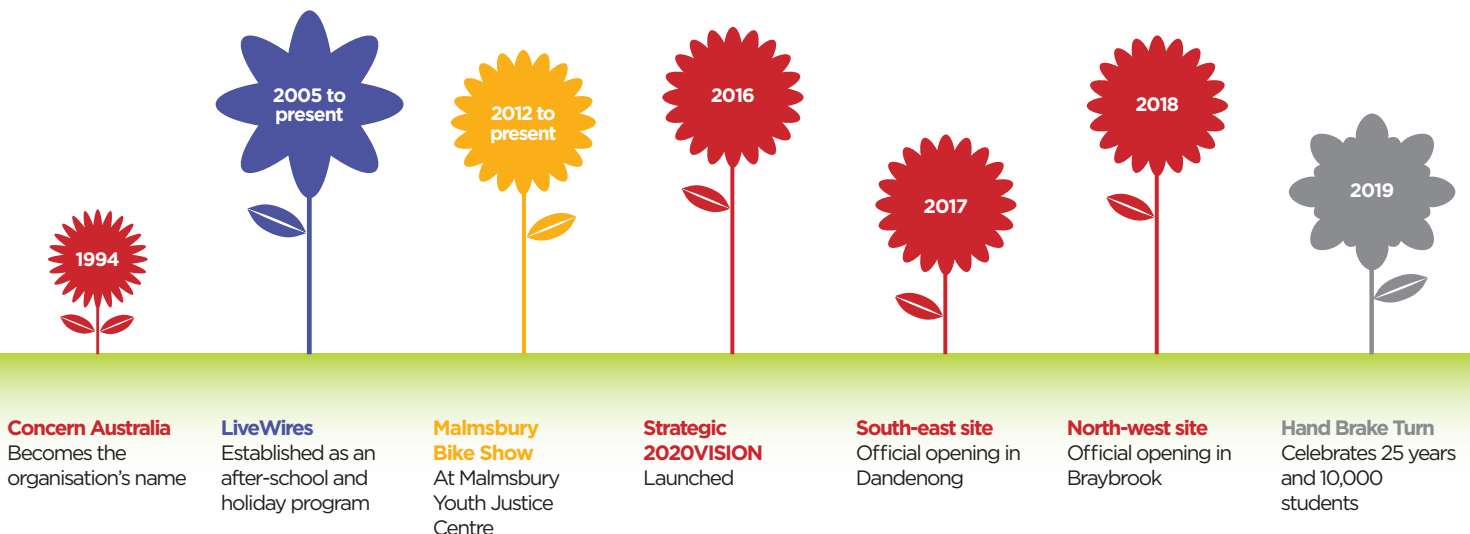 1994
2005 to
present
2012 to
present
2016
2017
2018
2019
Concern Australia
Becomes the
organisation's name
LiveWires
Established as an
after-school and
holiday program
Malmsbury
Bike Show
At Malmsbury
Youth Justice
Centre
Strategic
2020VISION
Launched
South-east site
Official opening in
Dandenong
North-west site
Official opening in
Braybrook
Hand Brake Turn
Celebrates 25 years
and 10,000
students